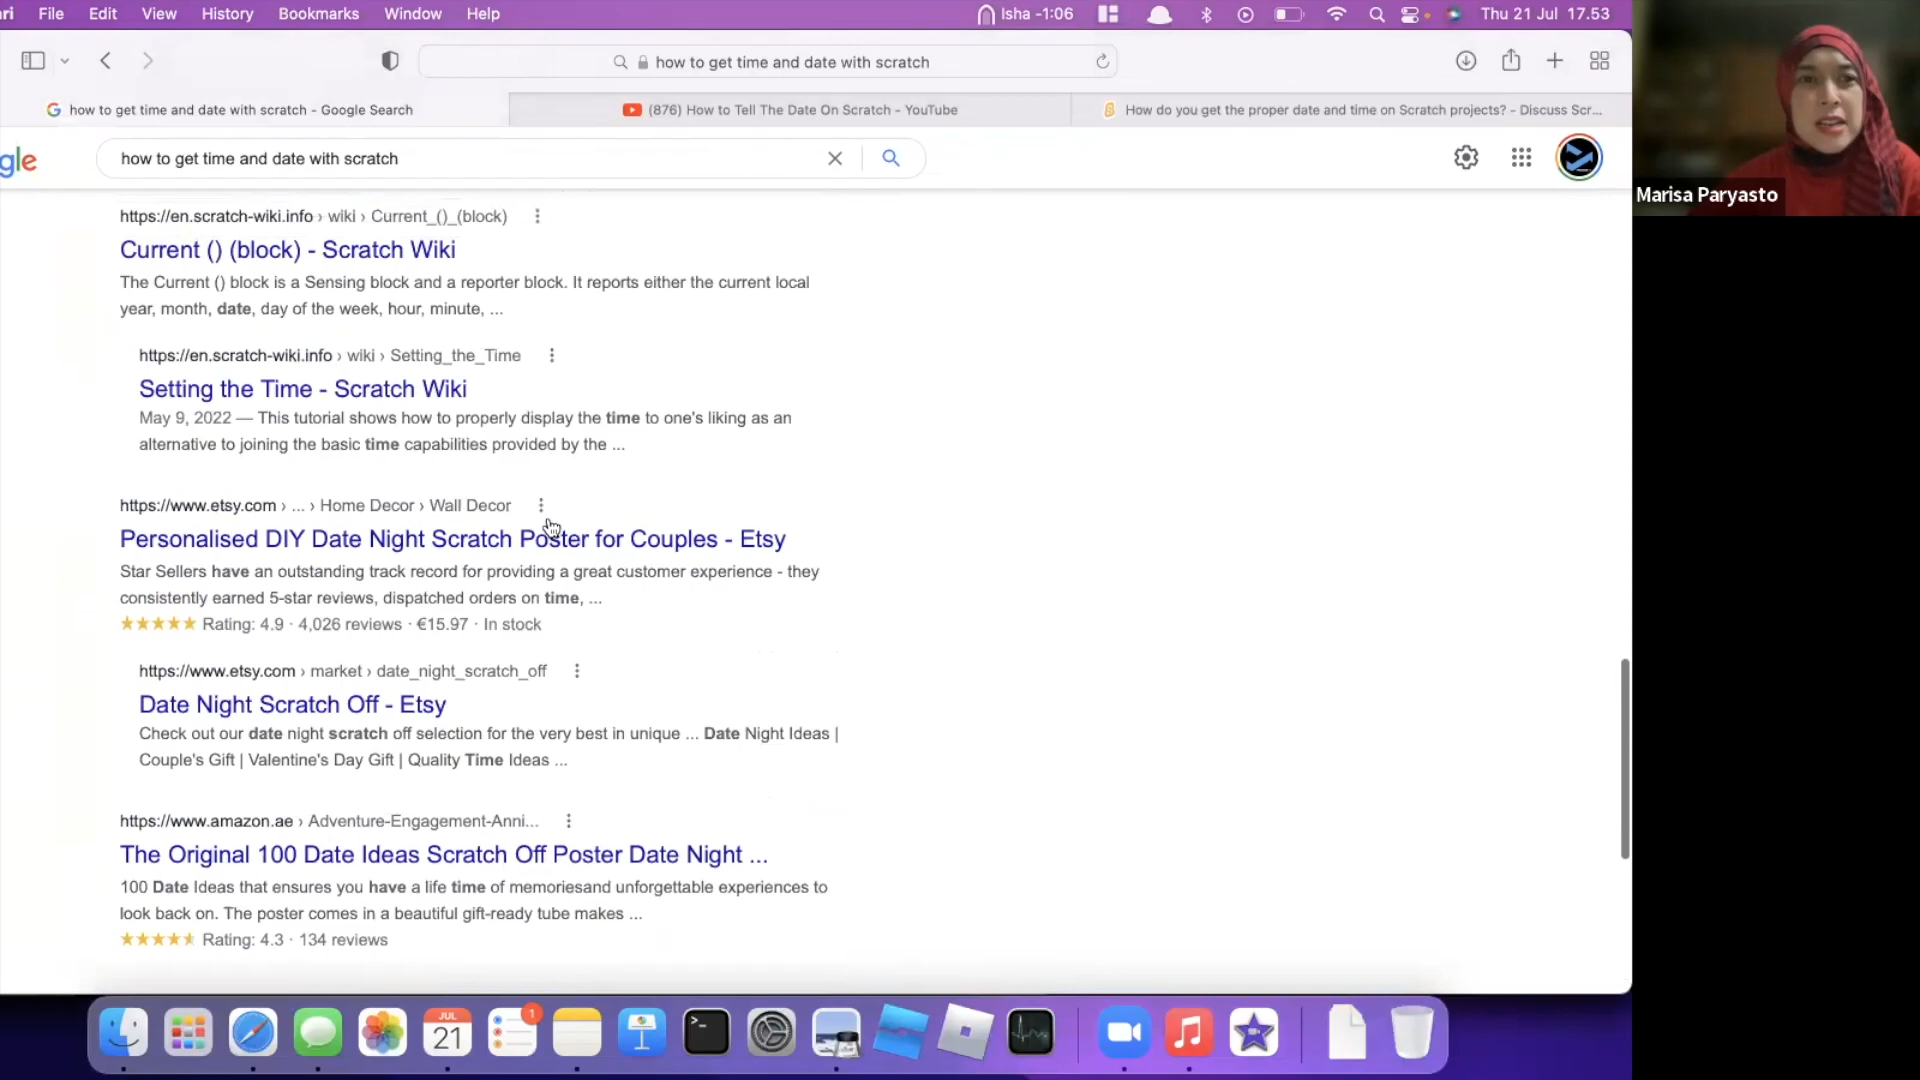 ri File Edit View History Bookmarks Window Help Isha -1:06 Thu 21 Jul 17.53
how to get time and date with scratch
how to get time and date with scratch - Google Search
(876) How to Tell The Date On Scratch - YouTube
How do you get the proper date and time on Scratch projects? - Discuss Scr...
gle
how to get time and date with scratch
https://en.scratch-wiki.info › wiki › Current_()_(block)
Current () (block) - Scratch Wiki
The Current () block is a Sensing block and a reporter block. It reports either the current local
year, month, date, day of the week, hour, minute, ...
https://en.scratch-wiki.info › wiki › Setting_the_Time
Setting the Time - Scratch Wiki
May 9, 2022 — This tutorial shows how to properly display the time to one's liking as an
alternative to joining the basic time capabilities provided by the ...
https://www.etsy.com › ... › Home Decor › Wall Decor
Personalised DIY Date Night Scratch Poster for Couples - Etsy
Star Sellers have an outstanding track record for providing a great customer experience - they
consistently earned 5-star reviews, dispatched orders on time, ...
Rating: 4.9 · 4,026 reviews · €15.97 · In stock
https://www.etsy.com › market › date_night_scratch_off
Date Night Scratch Off - Etsy
Check out our date night scratch off selection for the very best in unique ... Date Night Ideas |
Couple's Gift | Valentine's Day Gift | Quality Time Ideas ...
https://www.amazon.ae › Adventure-Engagement-Anni...
The Original 100 Date Ideas Scratch Off Poster Date Night ...
100 Date Ideas that ensures you have a life time of memoriesand unforgettable experiences to
look back on. The poster comes in a beautiful gift-ready tube makes ...
Rating: 4.3 · 134 reviews
Marisa Paryasto
JUL
21
1